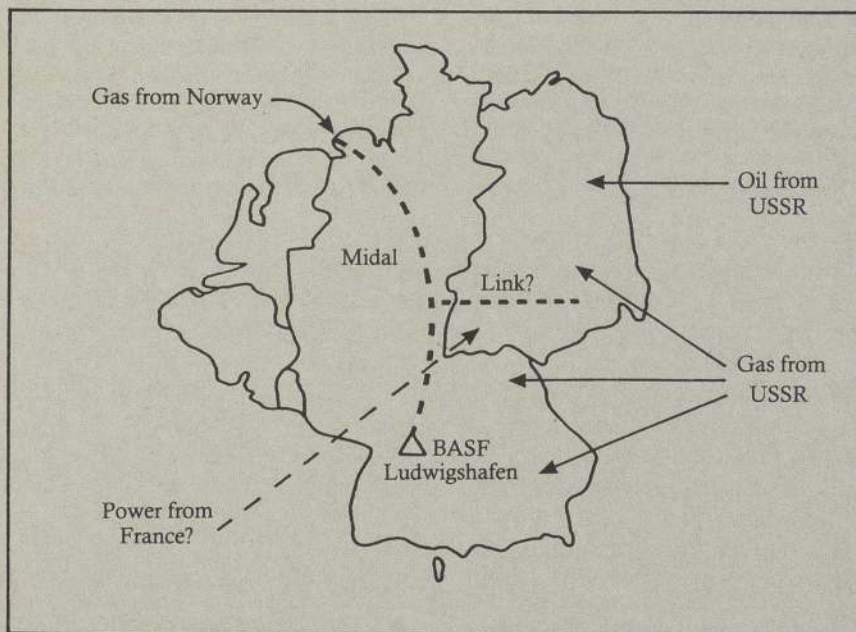 Gas from Norway
Oil from
USSR
Midal
Link?
Gas from
USSR
BASF
Ludwigshafen
Power from
France?